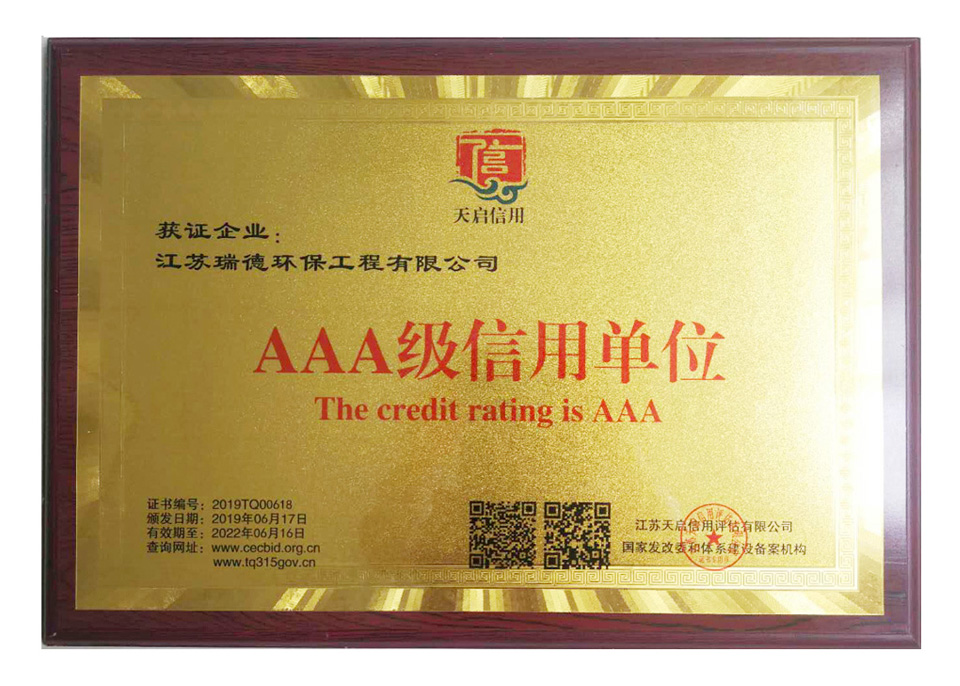 信
天启信用
获证企业：
江苏瑞德环保工程有限公司
AAA级信用单位
The credit rating is AAA
证书编号：2019TQ00618
颁发日期：2019年06月17日
有效期至：2022年06月16日
查询网址：www.cecbid.org.cn
www.tq315gov.cn
江苏天启信用评估有限公司
国家发改委和体系建设备案机构